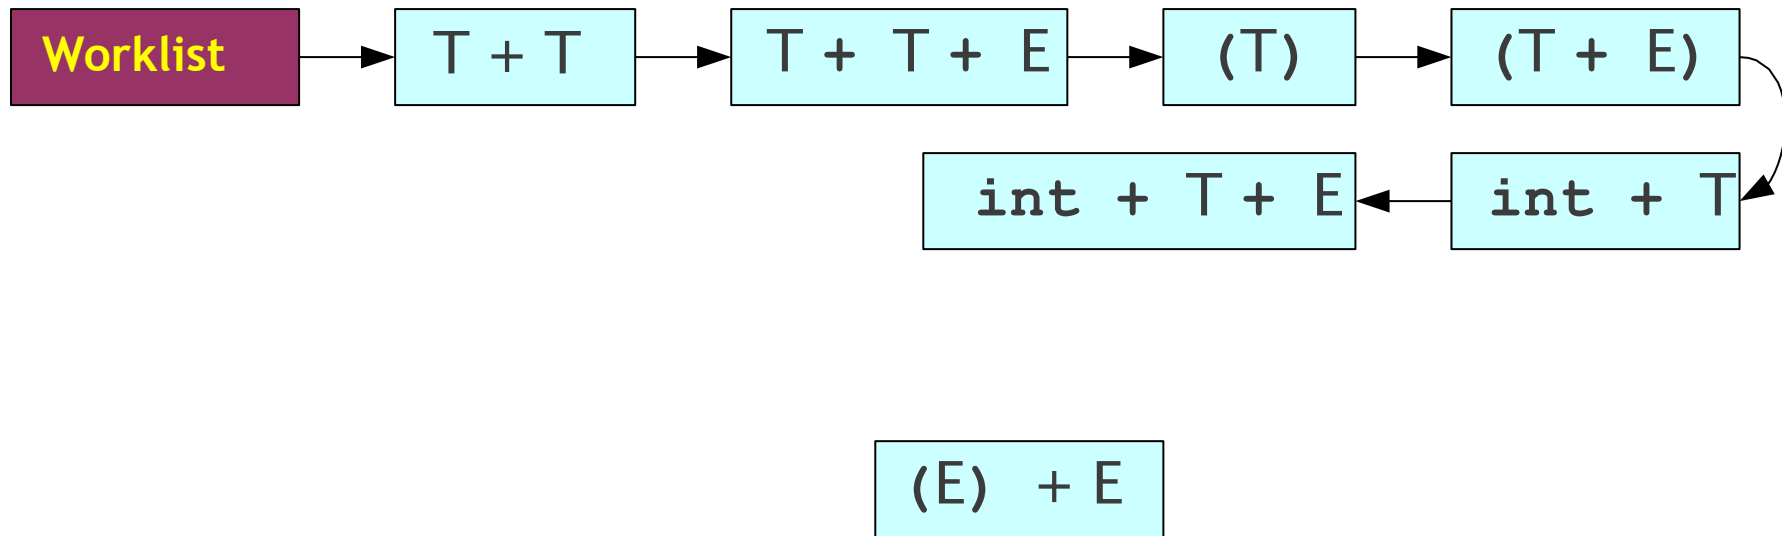 Worklist
T + T
T + T + E
(T)
(T + E)
int + T + E
int + T
(E) + E